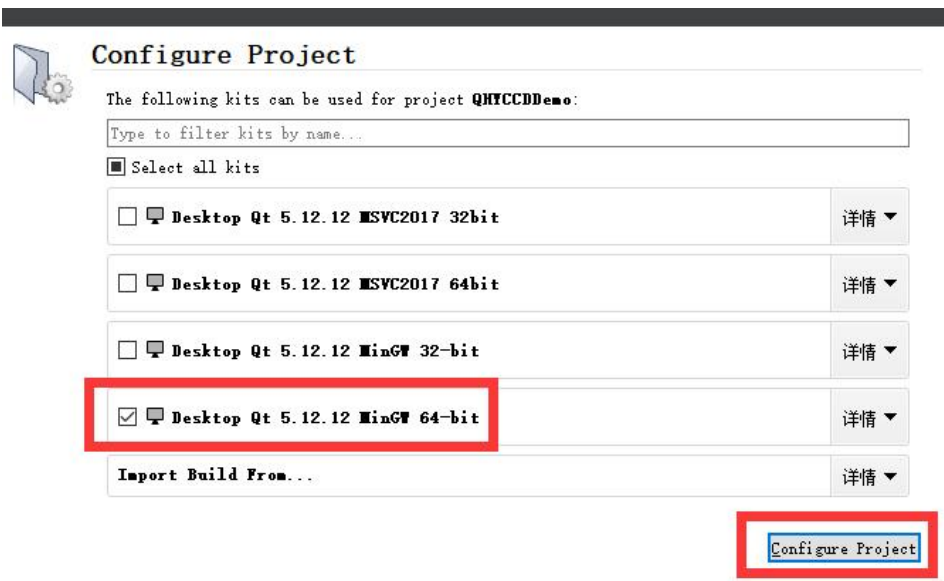 Configure Project
The following kits can be used for project QHYCCDDemo:
Type to filter kits by name...
Select all kits
Desktop Qt 5.12.12 MSVC2017 32bit
详情
Desktop Qt 5.12.12 MSVC2017 64bit
详情
Desktop Qt 5.12.12 MinGW 32-bit
详情
Desktop Qt 5.12.12 MinGW 64-bit
详情
Import Build From...
详情
Configure Project